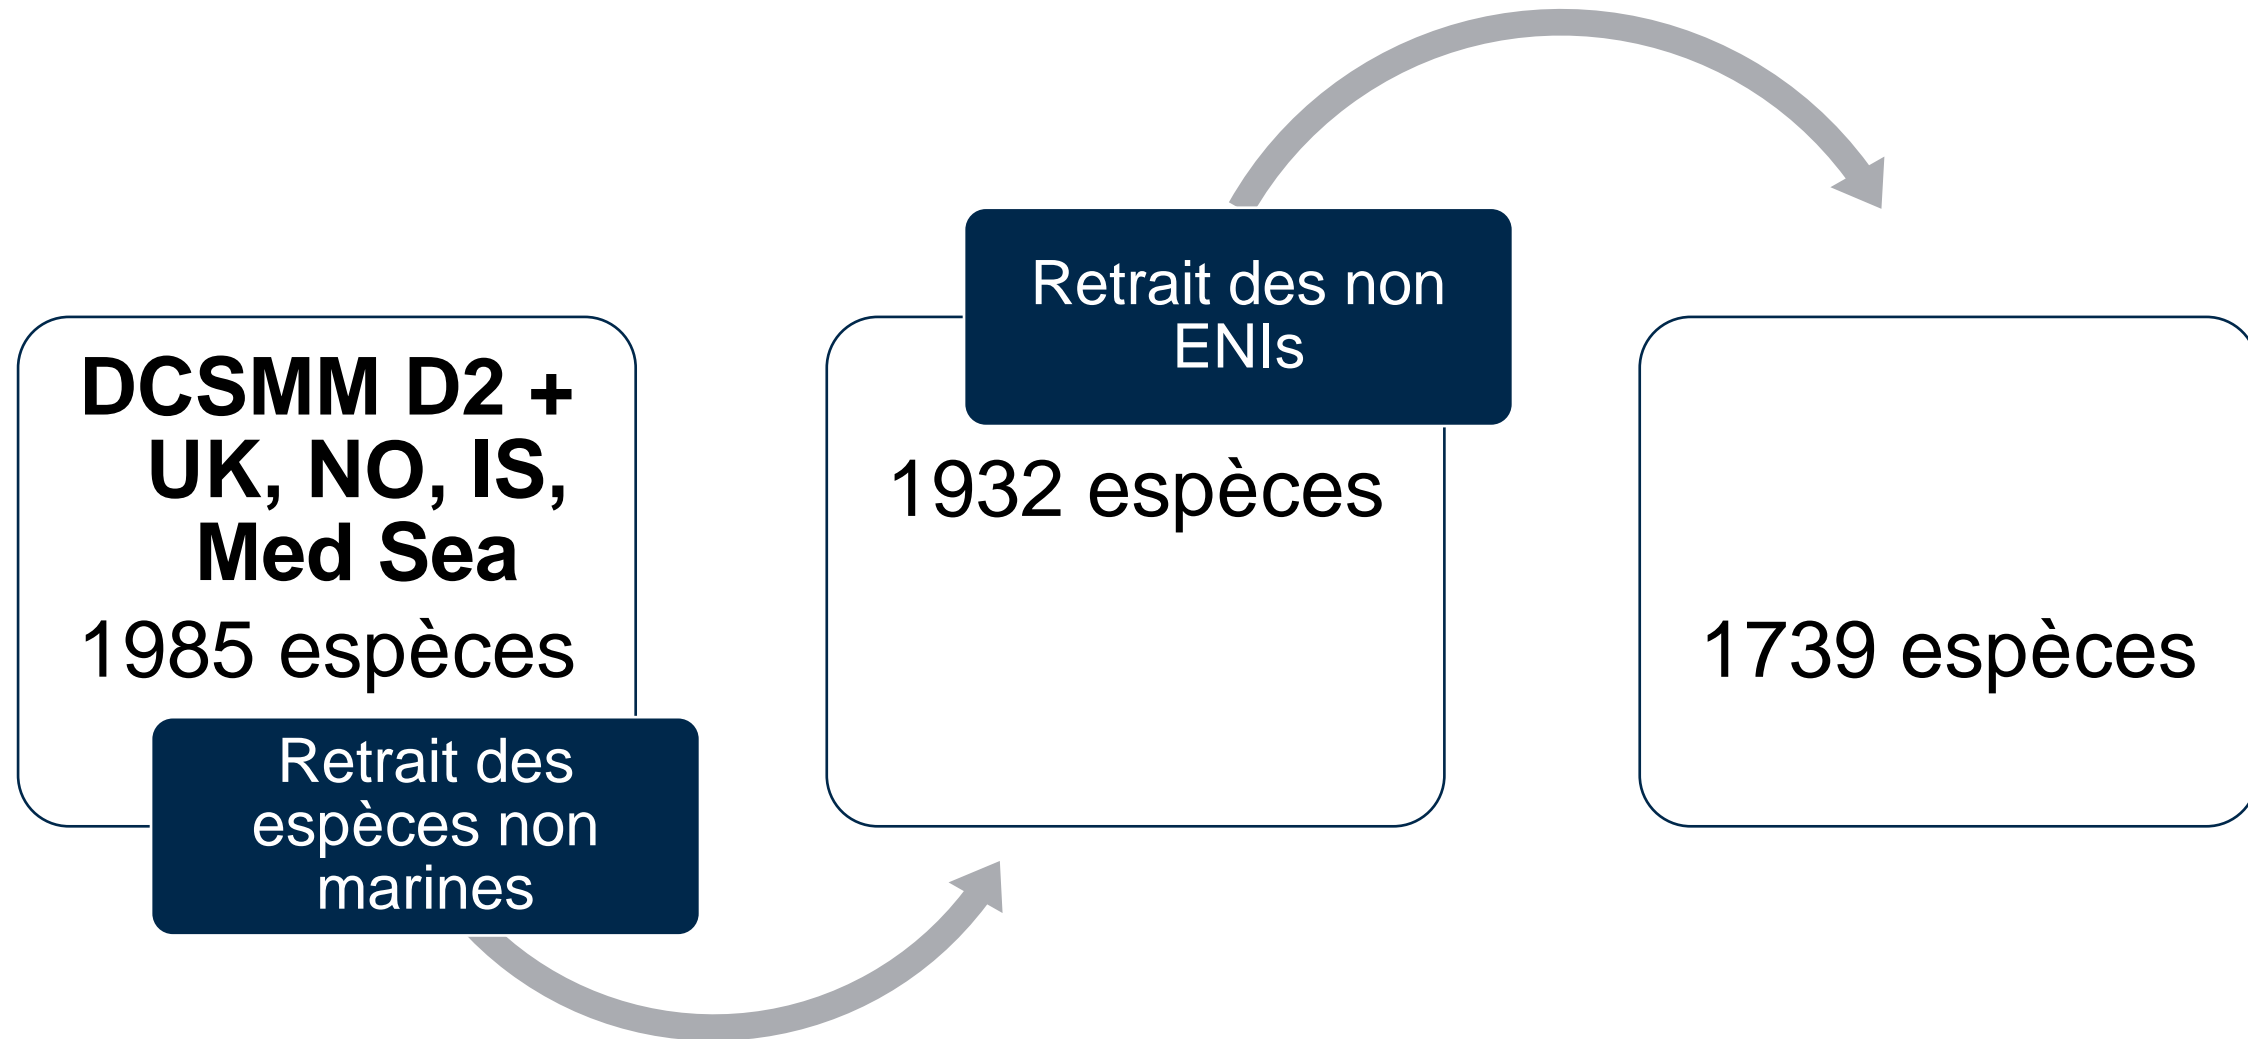 DCSMM D2 +
UK, NO, IS,
Med Sea
1985 espèces
Retrait des
espèces non
marines
Retrait des non
ENIs
1932 espèces
1739 espèces